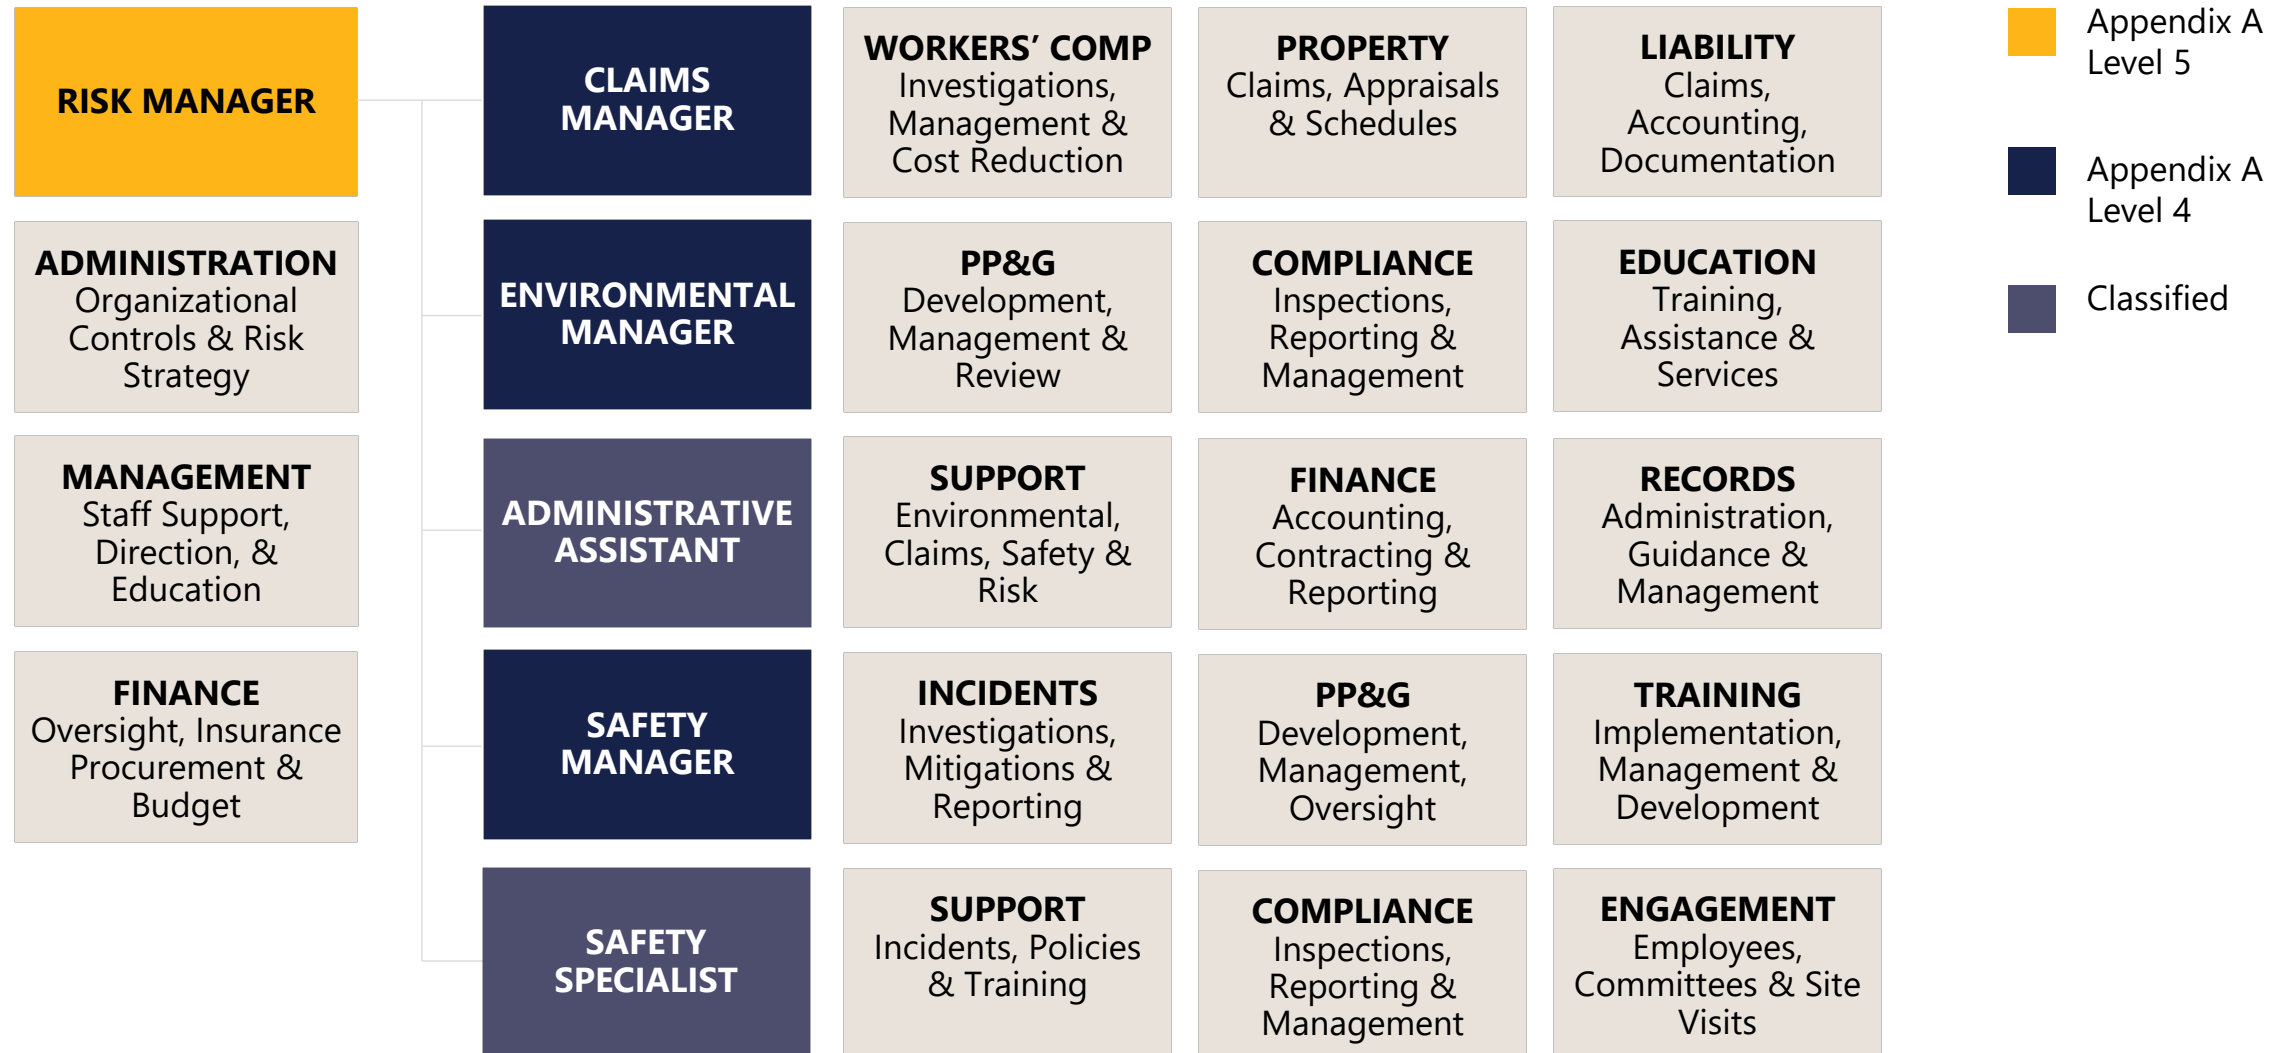 RISK MANAGER
ADMINISTRATION
Organizational
Controls & Risk
Strategy
MANAGEMENT
Staff Support,
Direction, &
Education
FINANCE
Oversight, Insurance
Procurement &
Budget
CLAIMS
MANAGER
WORKERS’ COMP
Investigations,
Management &
Cost Reduction
PROPERTY
Claims, Appraisals
& Schedules
LIABILITY
Claims,
Accounting,
Documentation
ENVIRONMENTAL
MANAGER
PP&G
Development,
Management &
Review
COMPLIANCE
Inspections,
Reporting &
Management
EDUCATION
Training,
Assistance &
Services
ADMINISTRATIVE
ASSISTANT
SUPPORT
Environmental,
Claims, Safety &
Risk
FINANCE
Accounting,
Contracting &
Reporting
RECORDS
Administration,
Guidance &
Management
SAFETY
MANAGER
INCIDENTS
Investigations,
Mitigations &
Reporting
PP&G
Development,
Management,
Oversight
TRAINING
Implementation,
Management &
Development
SAFETY
SPECIALIST
SUPPORT
Incidents, Policies
& Training
COMPLIANCE
Inspections,
Reporting &
Management
ENGAGEMENT
Employees,
Committees & Site
Visits
Appendix A
Level 5
Appendix A
Level 4
Classified